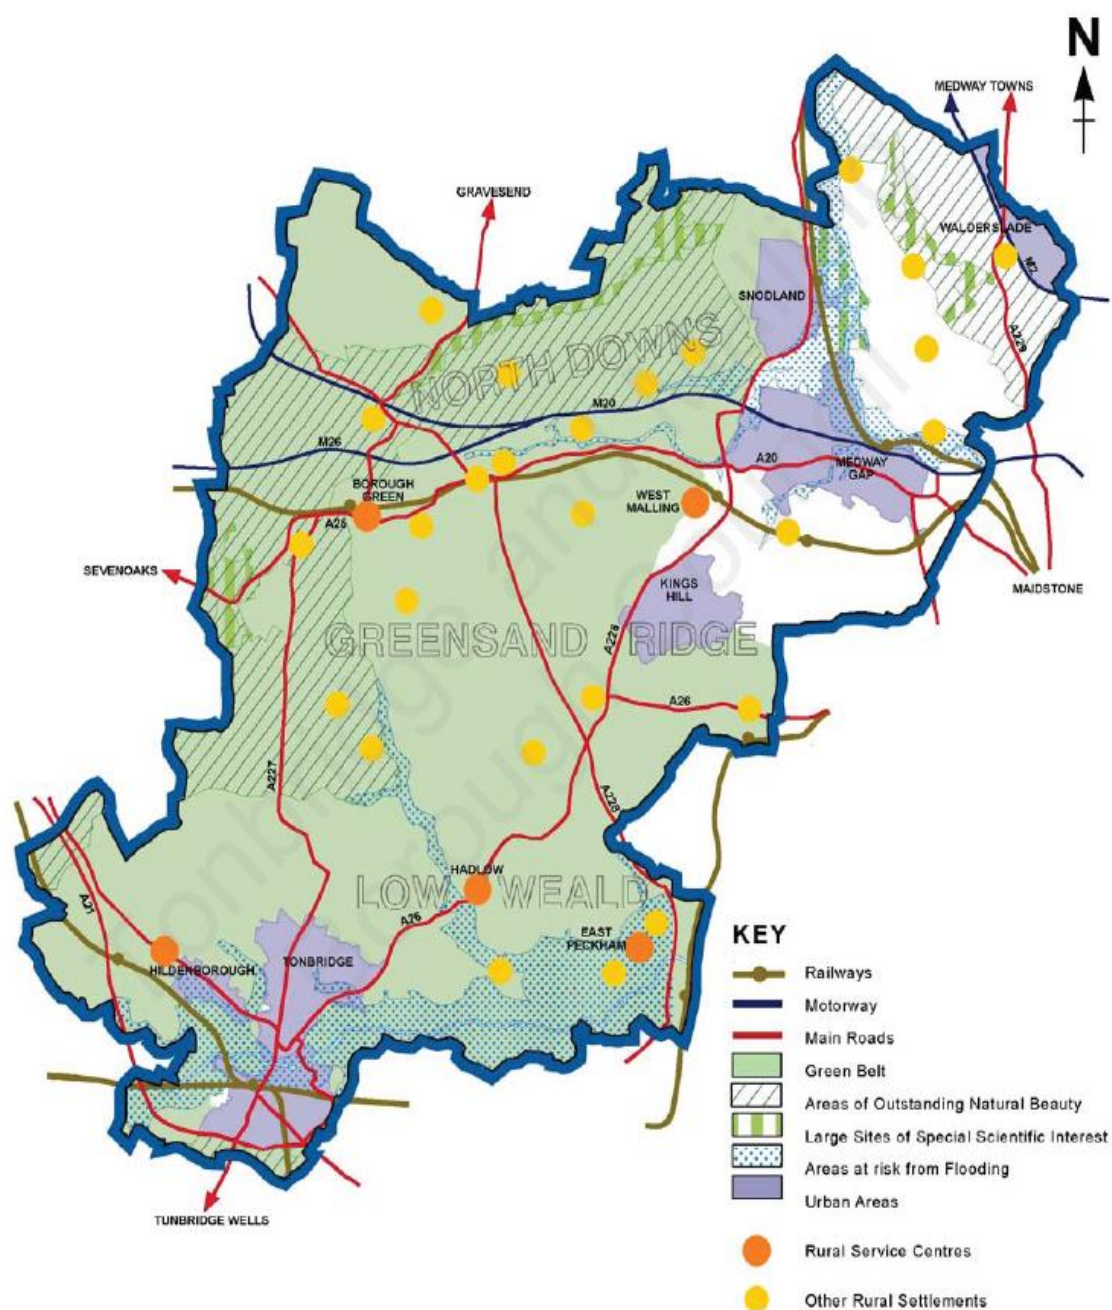 N
MEDWAY TOWNS
GRAVESEND
WALDERSLADE
M2
SNODLAND
A229
NORTH DOWNS
M20
M26
A20
BOROUGH
GREEN
MEDWAY
GAP
WEST
MALLING
A25
SEVENOAKS
KINGS
HILL
MAIDSTONE
GREENSAND RIDGE
A228
A26
A227
A228
HADLOW
LOW WEALD
A21
A26
EAST
PECKHAM
HILDENBOROUGH
TONBRIDGE
TUNBRIDGE WELLS
KEY
Railways
Motorway
Main Roads
Green Belt
Areas of Outstanding Natural Beauty
Large Sites of Special Scientific Interest
Areas at risk from Flooding
Urban Areas
Rural Service Centres
Other Rural Settlements